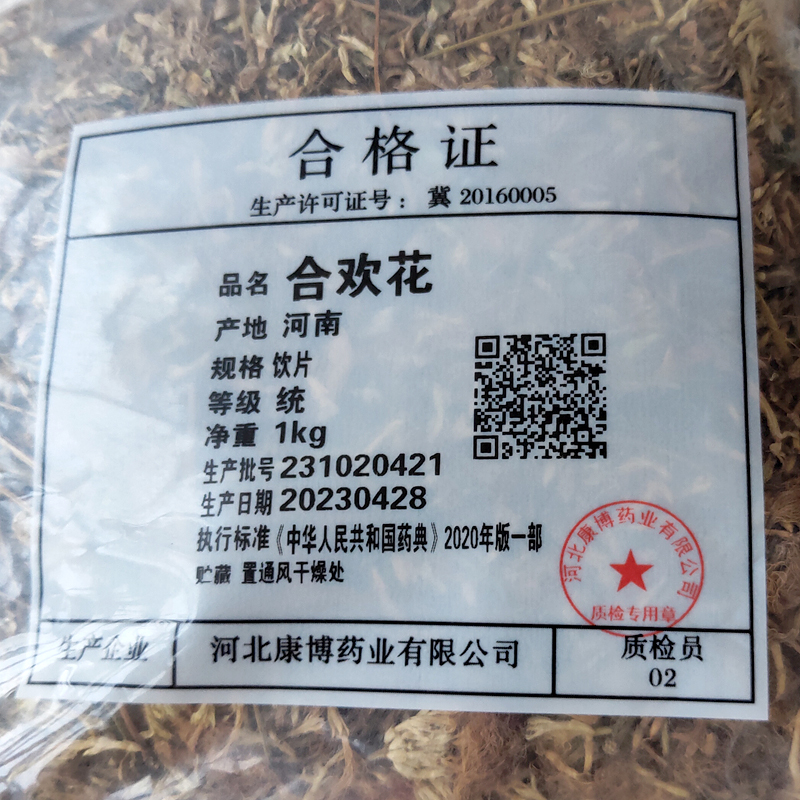 合格证
生产许可证号：冀 20160005
品名 合欢花
产地 河南
规格 饮片
等级 统
净重 1kg
生产批号 231020421
生产日期 20230428
执行标准《中华人民共和国药典》2020年版一部
贮藏 置通风干燥处
河北康博药业有限公司
质检专用章
生产企业 河北康博药业有限公司 质检员
02